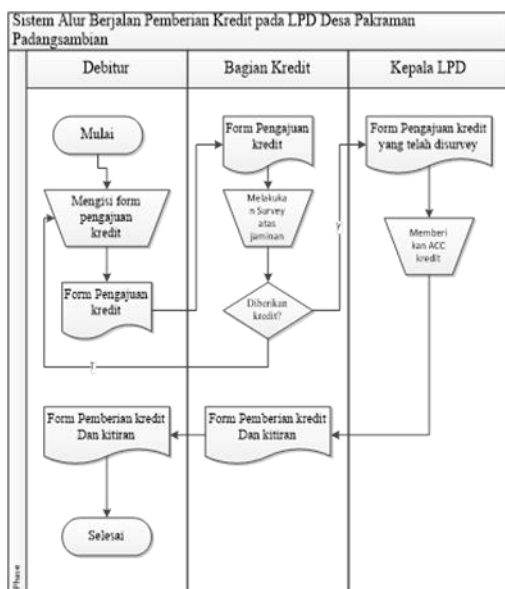 Sistem Alur Berjalan Pemberian Kredit pada LPD Desa Pakraman
Padangsambian
Debitur
Bagian Kredit
Kepala LPD
Mulai
Mengisi form
pengajuan
kredit
Form Pengajuan
kredit
Form Pengajuan
kredit
Melakuka
n Survey
atas
jaminan
Diberikan
kredit?
Y
T
Form Pengajuan kredit
yang telah disurvey
Memberi
kan ACC
kredit
Form Pemberian kredit
Dan kitiran
Form Pemberian kredit
Dan kitiran
Selesai
Phase